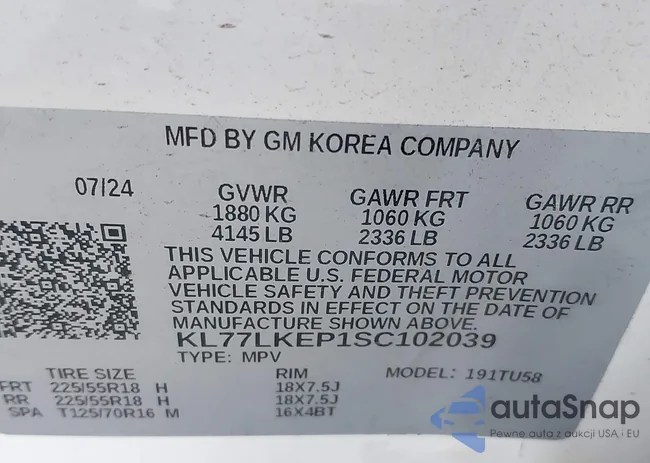 MFD BY GM KOREA COMPANY
07/24 GVWR GAWR FRT GAWR RR
1880 KG 1060 KG 1060 KG
4145 LB 2336 LB 2336 LB
THIS VEHICLE CONFORMS TO ALL
APPLICABLE U.S. FEDERAL MOTOR
VEHICLE SAFETY AND THEFT PREVENTION
STANDARDS IN EFFECT ON THE DATE OF
MANUFACTURE SHOWN ABOVE.
KL77LKEP1SC102039
TYPE: MPV
TIRE SIZE RIM MODEL: 191TU58
FRT 225/55R18 H 18X7.5J
RR 225/55R18 H 18X7.5J
SPA T125/70R16 M 16X4BT
autaSnap
Pewne auta z aukcji USA i EU